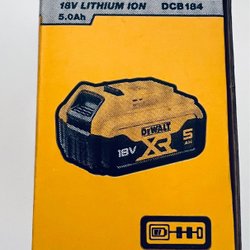 18V LITHIUM ION DCB184
5.0Ah
DEWALT
XR
18V
5
AH